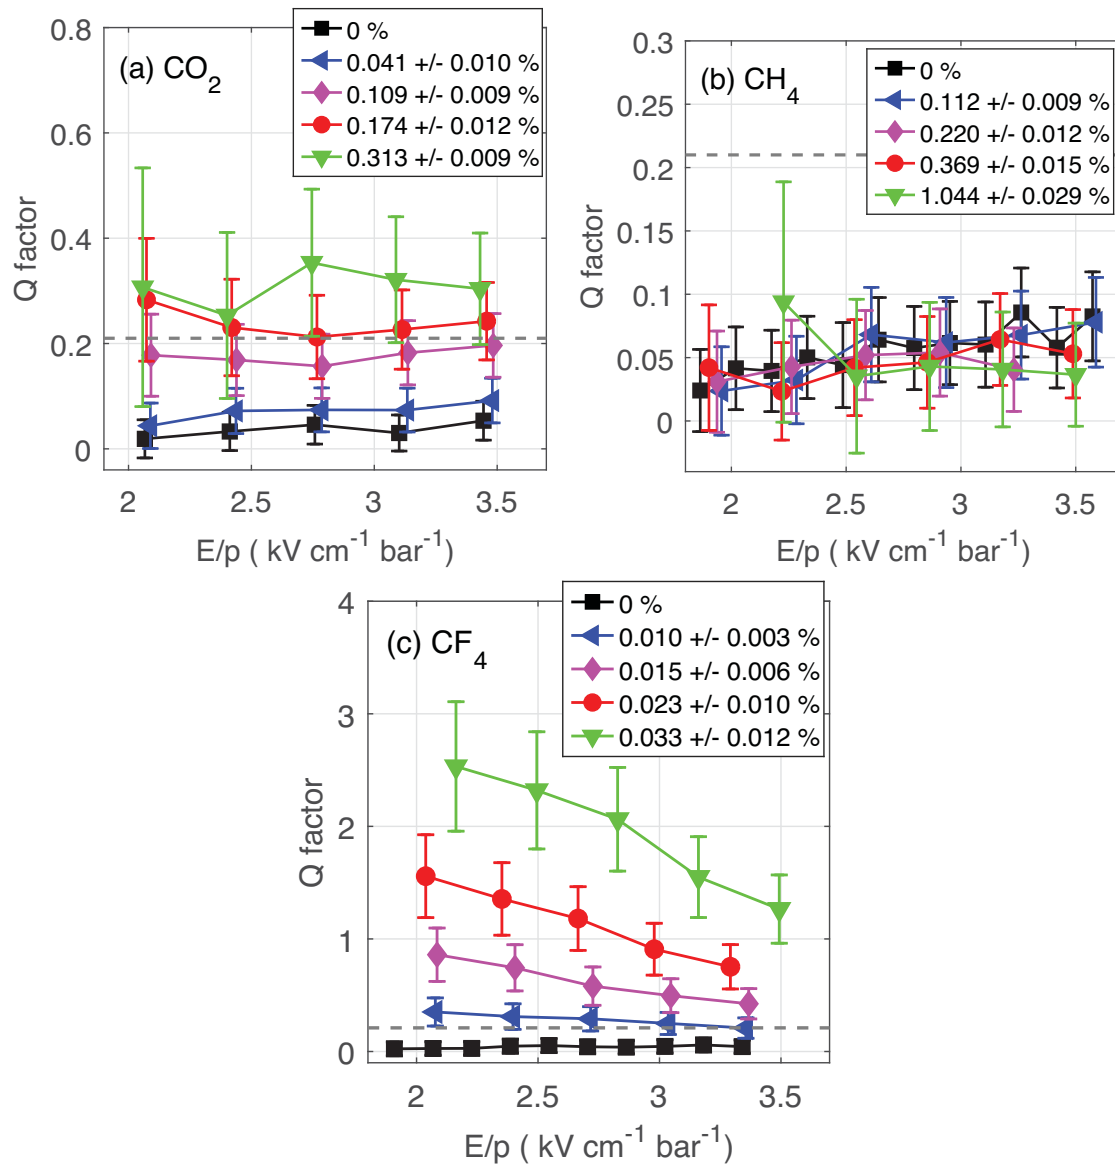 (a) CO₂
0 %
0.041 +/- 0.010 %
0.109 +/- 0.009 %
0.174 +/- 0.012 %
0.313 +/- 0.009 %
0.8
0.6
0.4
0.2
0
Q factor
2
2.5
3
3.5
E/p ( kV cm⁻¹ bar⁻¹)
(b) CH₄
0 %
0.112 +/- 0.009 %
0.220 +/- 0.012 %
0.369 +/- 0.015 %
1.044 +/- 0.029 %
0.3
0.25
0.2
0.15
0.1
0.05
0
Q factor
2
2.5
3
3.5
E/p ( kV cm⁻¹ bar⁻¹)
(c) CF₄
0 %
0.010 +/- 0.003 %
0.015 +/- 0.006 %
0.023 +/- 0.010 %
0.033 +/- 0.012 %
4
3
2
1
0
Q factor
2
2.5
3
3.5
E/p ( kV cm⁻¹ bar⁻¹)